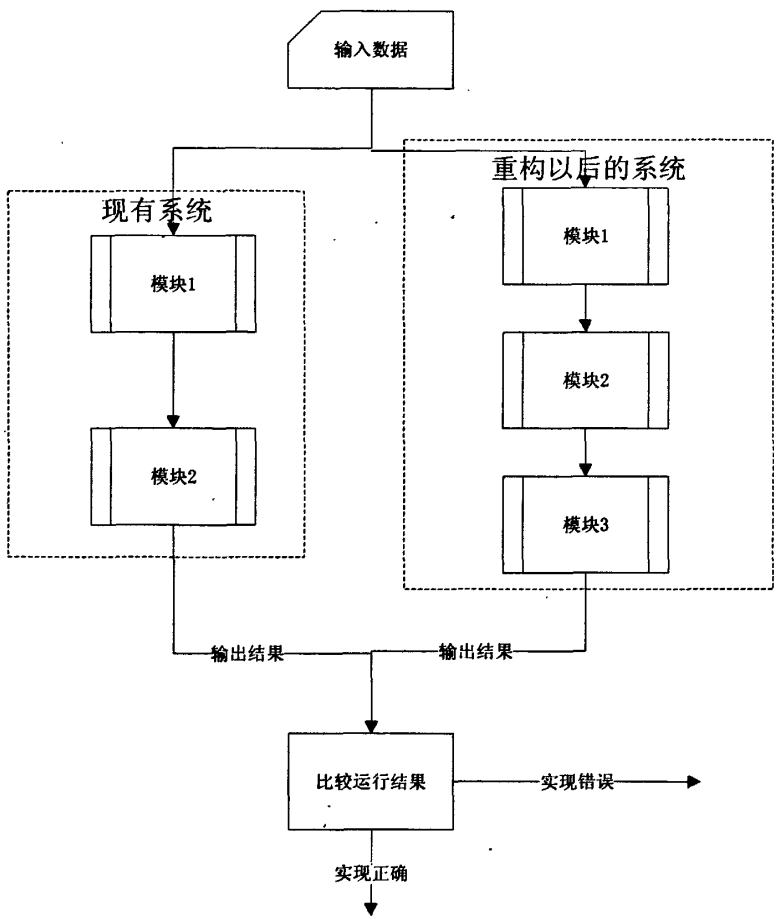 输入数据
重构以后的系统
现有系统
模块1
模块1
模块2
模块2
模块3
输出结果
输出结果
比较运行结果
实现错误
实现正确